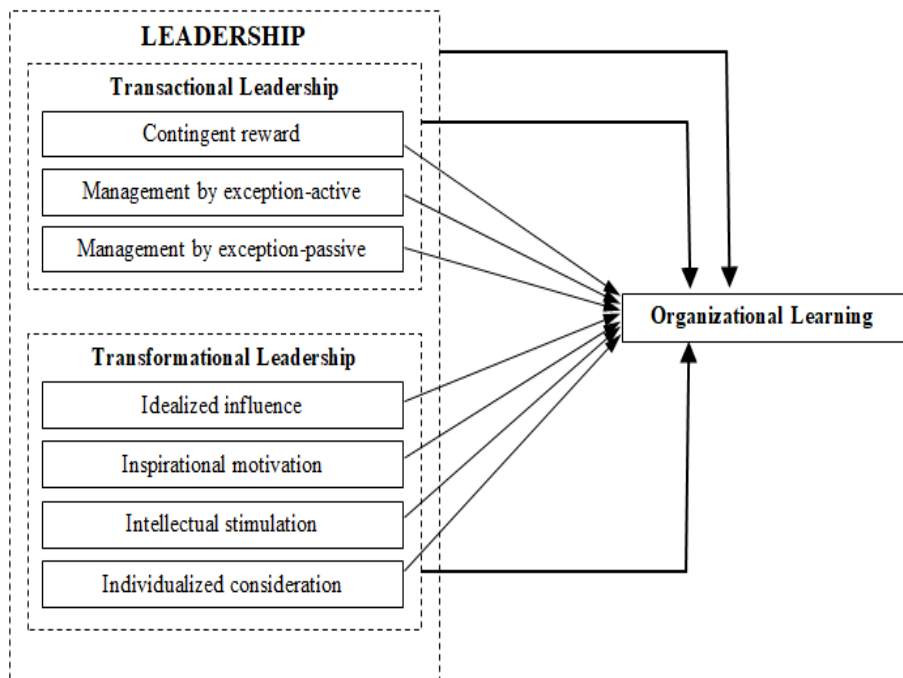 LEADERSHIP
Transactional Leadership
Contingent reward
Management by exception-active
Management by exception-passive
Organizational Learning
Transformational Leadership
Idealized influence
Inspirational motivation
Intellectual stimulation
Individualized consideration